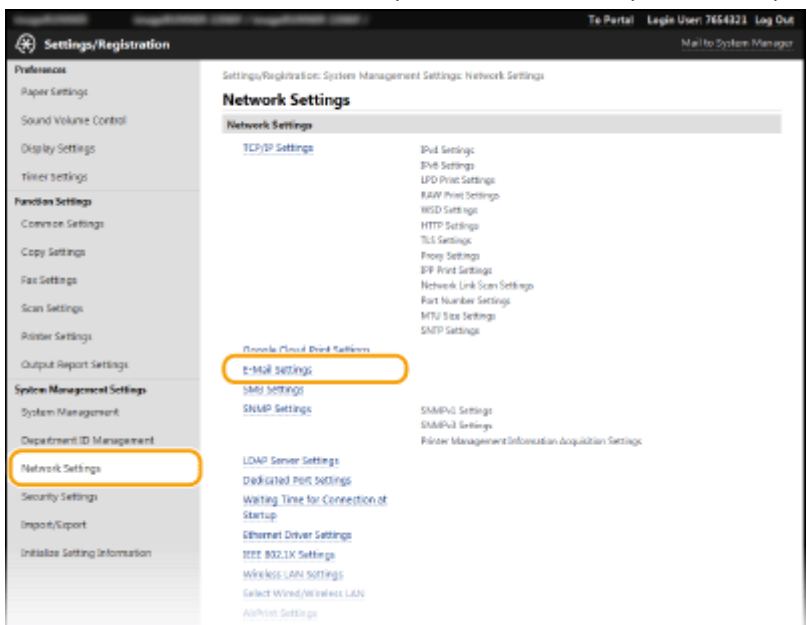 To Portal Login User: 7654321 Log Out
Settings/Registration
Mail to System Manager
Preferences
Paper Settings
Sound Volume Control
Display Settings
Timer Settings
Function Settings
Common Settings
Copy Settings
Fax Settings
Scan Settings
Printer Settings
Output Report Settings
System Management Settings
System Management
Department ID Management
Network Settings
Security Settings
Import/Export
Initialize Setting Information
Settings/Registration: System Management Settings: Network Settings
Network Settings
Network Settings
TCP/IP Settings
IPv4 Settings
IPv6 Settings
LPD Print Settings
RAW Print Settings
WSD Settings
HTTP Settings
TLS Settings
Proxy Settings
IPP Print Settings
Network Link Scan Settings
Port Number Settings
MTU Size Settings
SNTP Settings
Google Cloud Print Settings
E-Mail Settings
SMB Settings
SNMP Settings
SNMPv1 Settings
SNMPv3 Settings
Printer Management Information Acquisition Settings
LDAP Server Settings
Dedicated Port Settings
Waiting Time for Connection at
Startup
Ethernet Driver Settings
IEEE 802.1X Settings
Wireless LAN Settings
Select Wired/Wireless LAN
AirPrint Settings